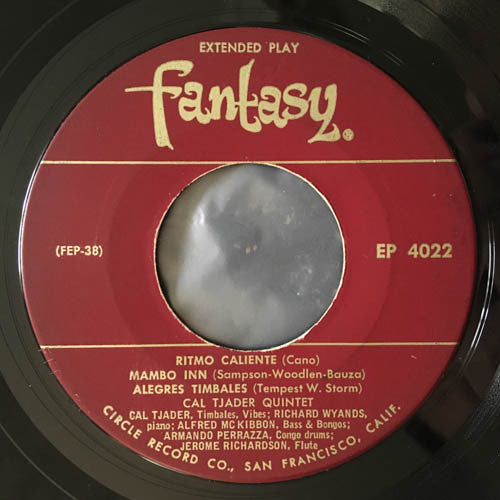 EXTENDED PLAY
fantasy.
(FEP-38)
EP 4022
RITMO CALIENTE (Cano)
MAMBO INN (Sampson-Woodlen-Bauza)
ALEGRES TIMBALES (Tempest W. Storm)
CAL TJADER QUINTET
CAL TJADER, Timbales, Vibes; RICHARD WYANDS,
piano; ALFRED MC KIBBON, Bass & Bongos;
ARMANDO PERRAZZA, Congo drums;
JEROME RICHARDSON, Flute
CIRCLE RECORD CO., SAN FRANCISCO, CALIF.